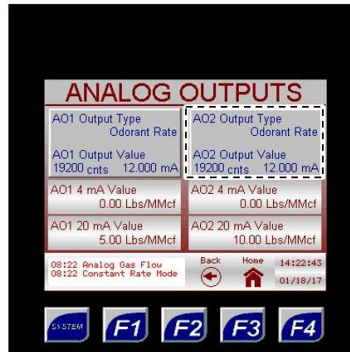 ANALOG OUTPUTS
AO1 Output Type
Odorant Rate
AO1 Output Value
19200 cnts 12.000 mA
AO2 Output Type
Odorant Rate
AO2 Output Value
19200 cnts 12.000 mA
AO1 4 mA Value
0.00 Lbs/MMcf
AO2 4 mA Value
0.00 Lbs/MMcf
AO1 20 mA Value
5.00 Lbs/MMcf
AO2 20 mA Value
10.00 Lbs/MMcf
08:22 Analog Gas Flow
08:22 Constant Rate Mode
Back
Home
14:22:43
01/18/17
SYSTEM F1 F2 F3 F4